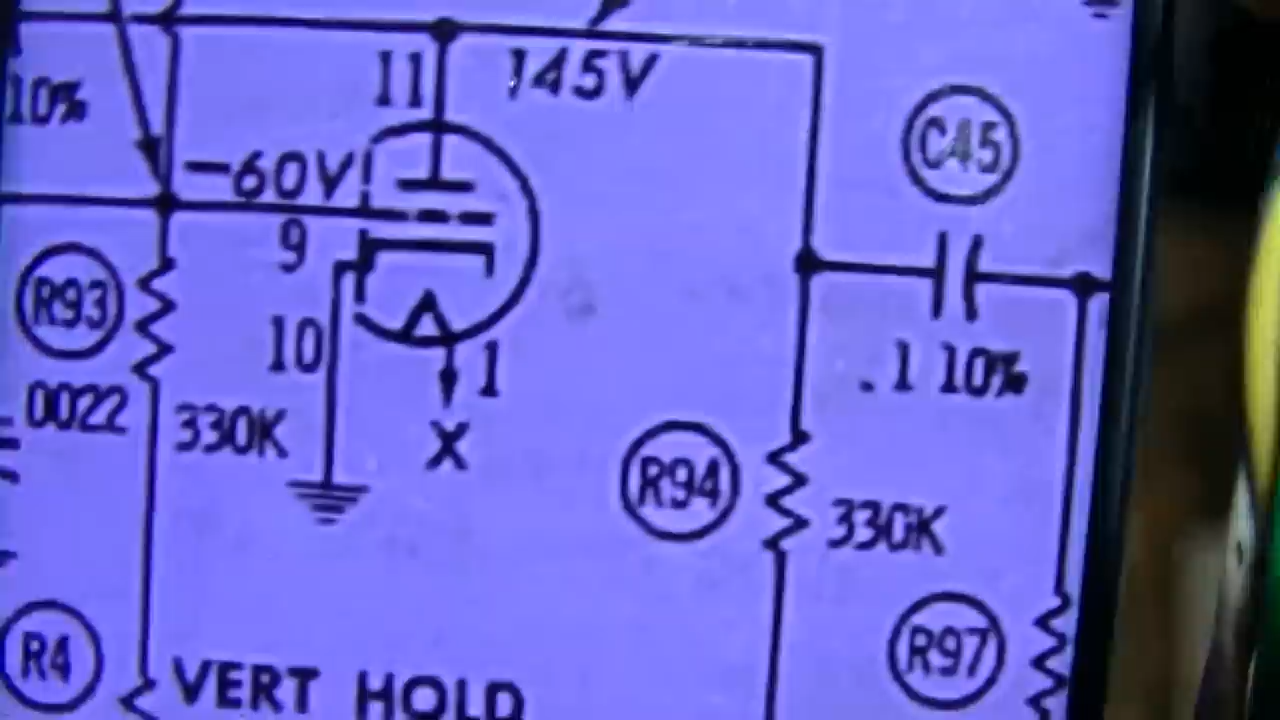 11
145V
10%
C45
-60V
9
R93
10
1
.1 10%
0022
330K
X
R94
330K
R4
R97
VERT HOLD